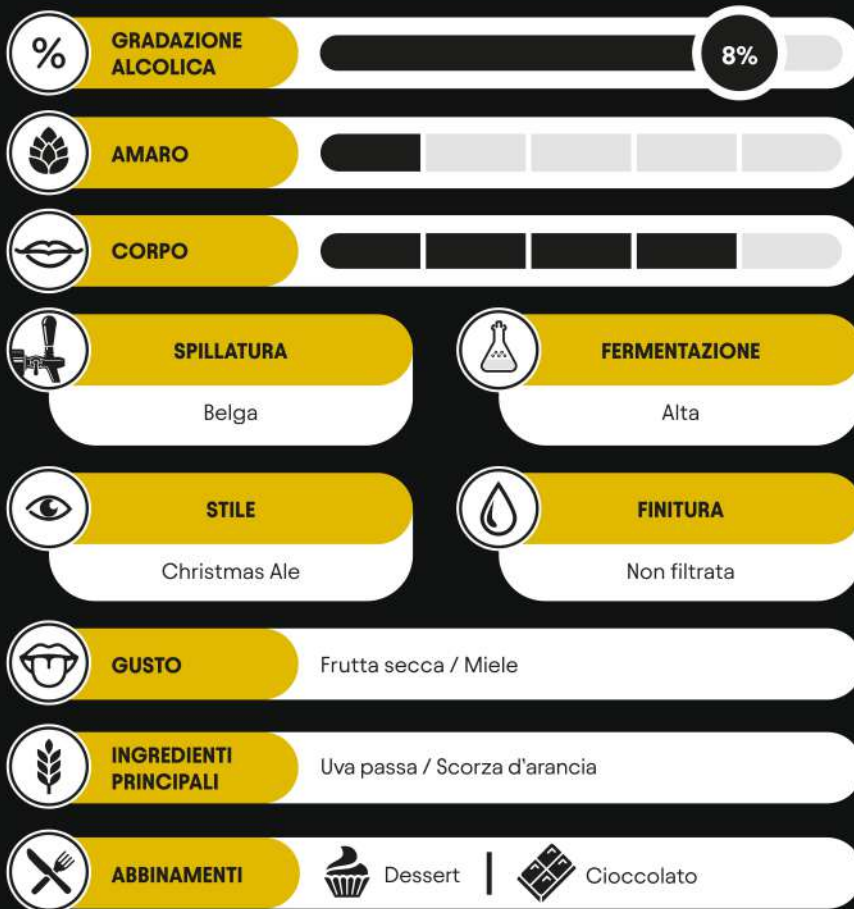 %
GRADAZIONE
ALCOLICA
8%
AMARO
CORPO
SPILLATURA
Belga
FERMENTAZIONE
Alta
STILE
Christmas Ale
FINITURA
Non filtrata
GUSTO
Frutta secca / Miele
INGREDIENTI
PRINCIPALI
Uva passa / Scorza d'arancia
ABBINAMENTI
Dessert | Cioccolato